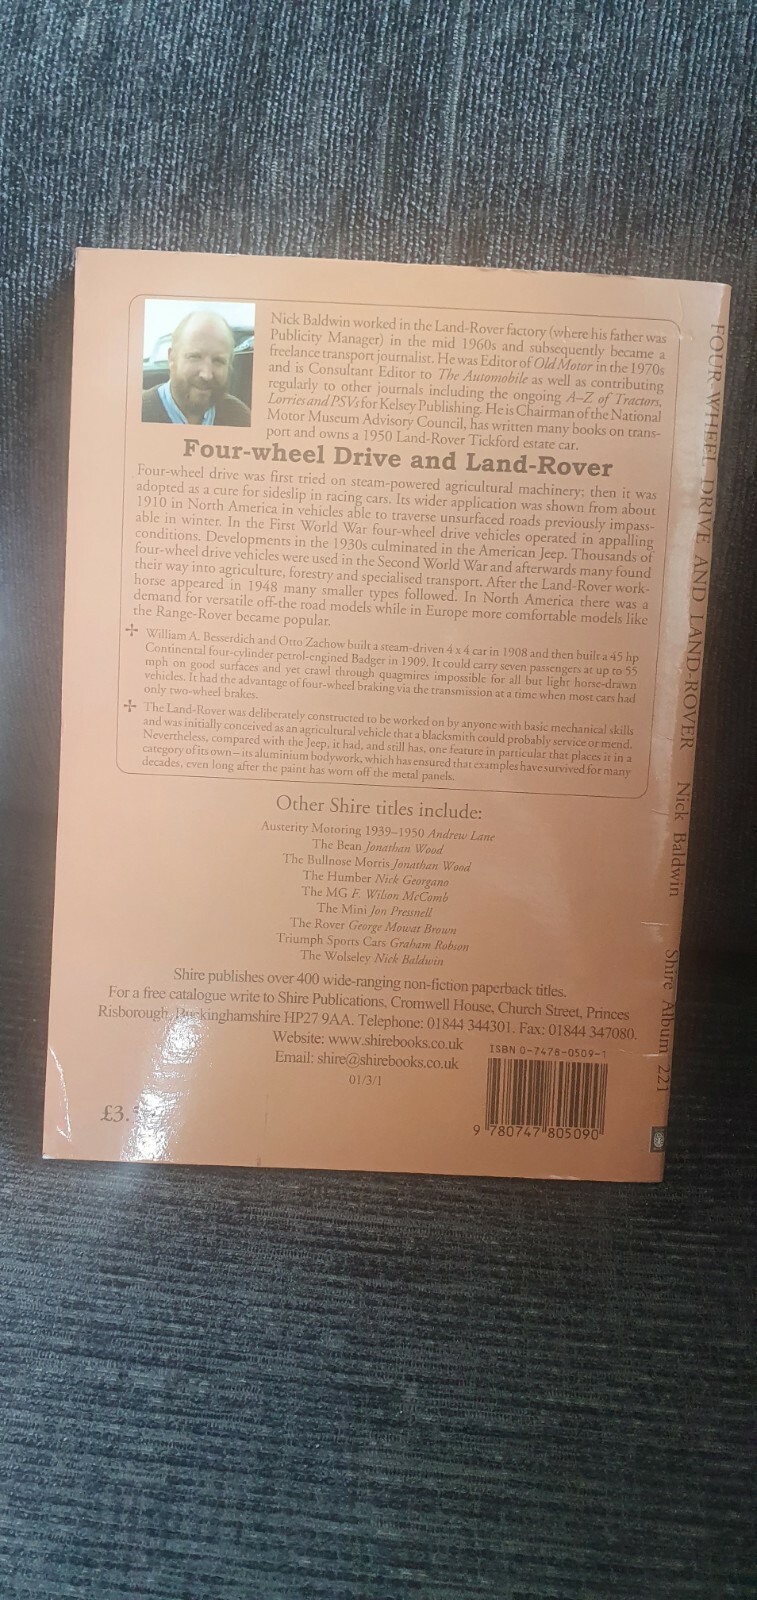 Nick Baldwin worked in the Land-Rover factory (where his father was
Publicity Manager) in the mid 1960s and subsequently became a
freelance transport journalist. He was Editor of Old Motor in the 1970s
and is Consultant Editor to The Automobile as well as contributing
regularly to other journals including the ongoing A–Z of Tractors,
Lorries and PSVs for Kelsey Publishing. He is Chairman of the National
Motor Museum Advisory Council, has written many books on trans-
port and owns a 1950 Land-Rover Tickford estate car.
Four-wheel Drive and Land-Rover
Four-wheel drive was first tried on steam-powered agricultural machinery; then it was
adopted as a cure for sideslip in racing cars. Its wider application was shown from about
1910 in North America in vehicles able to traverse unsurfaced roads previously impass-
able in winter. In the First World War four-wheel drive vehicles operated in appalling
conditions. Developments in the 1930s culminated in the American Jeep. Thousands of
four-wheel drive vehicles were used in the Second World War and afterwards many found
their way into agriculture, forestry and specialised transport. After the Land-Rover work-
horse appeared in 1948 many smaller types followed. In North America there was a
demand for versatile off-the road models while in Europe more comfortable models like
the Range-Rover became popular.
William A. Besserdich and Otto Zachow built a steam-driven 4 x 4 car in 1908 and then built a 45 hp
Continental four-cylinder petrol-engined Badger in 1909. It could carry seven passengers at up to 55
mph on good surfaces and yet crawl through quagmires impossible for all but light horse-drawn
vehicles. It had the advantage of four-wheel braking via the transmission at a time when most cars had
only two-wheel brakes.
The Land-Rover was deliberately constructed to be worked on by anyone with basic mechanical skills
and was initially conceived as an agricultural vehicle that a blacksmith could probably service or mend.
Nevertheless, compared with the Jeep, it had, and still has, one feature in particular that places it in a
category of its own – its aluminium bodywork, which has ensured that examples have survived for many
decades, even long after the paint has worn off the metal panels.
Other Shire titles include:
Austerity Motoring 1939–1950 Andrew Lane
The Bean Jonathan Wood
The Bullnose Morris Jonathan Wood
The Humber Nick Georgano
The MG F. Wilson McComb
The Mini Jon Pressnell
The Rover George Mowat Brown
Triumph Sports Cars Graham Robson
The Wolseley Nick Baldwin
Shire publishes over 400 wide-ranging non-fiction paperback titles.
For a free catalogue write to Shire Publications, Cromwell House, Church Street, Princes
Risborough, Buckinghamshire HP27 9AA. Telephone: 01844 344301. Fax: 01844 347080.
Website: www.shirebooks.co.uk
Email: shire@shirebooks.co.uk
01/3/1
ISBN 0-7478-0509-1
9 780747 805090
FOUR-WHEEL DRIVE AND LAND-ROVER Nick Baldwin Shire Album 221